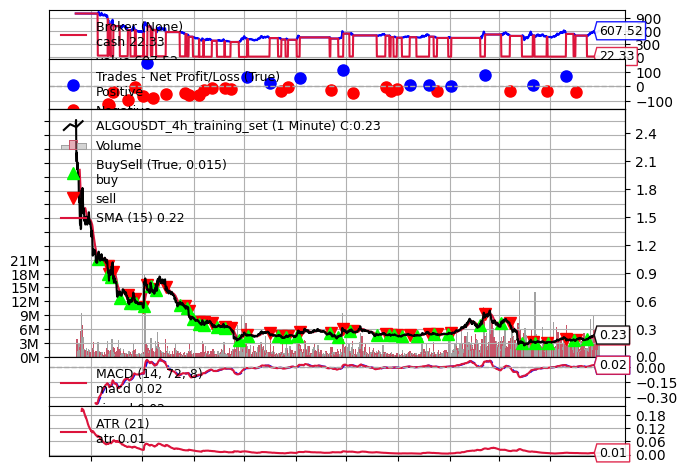 Broker (None)
cash 22.33
value 607.52
900
600
300
607.52
22.33
Trades - Net Profit/Loss (True)
Positive
Negative
100
0
−100
ALGOUSDT_4h_training_set (1 Minute) C:0.23
Volume
BuySell (True, 0.015)
buy
sell
SMA (15) 0.22
21M
18M
15M
12M
9M
6M
3M
0M
2.4
2.1
1.8
1.5
1.2
0.9
0.6
0.3
0.0
0.23
MACD (14, 72, 8)
macd 0.02
0.02
0.00
−0.15
−0.30
ATR (21)
atr 0.01
0.18
0.12
0.06
0.00
0.01